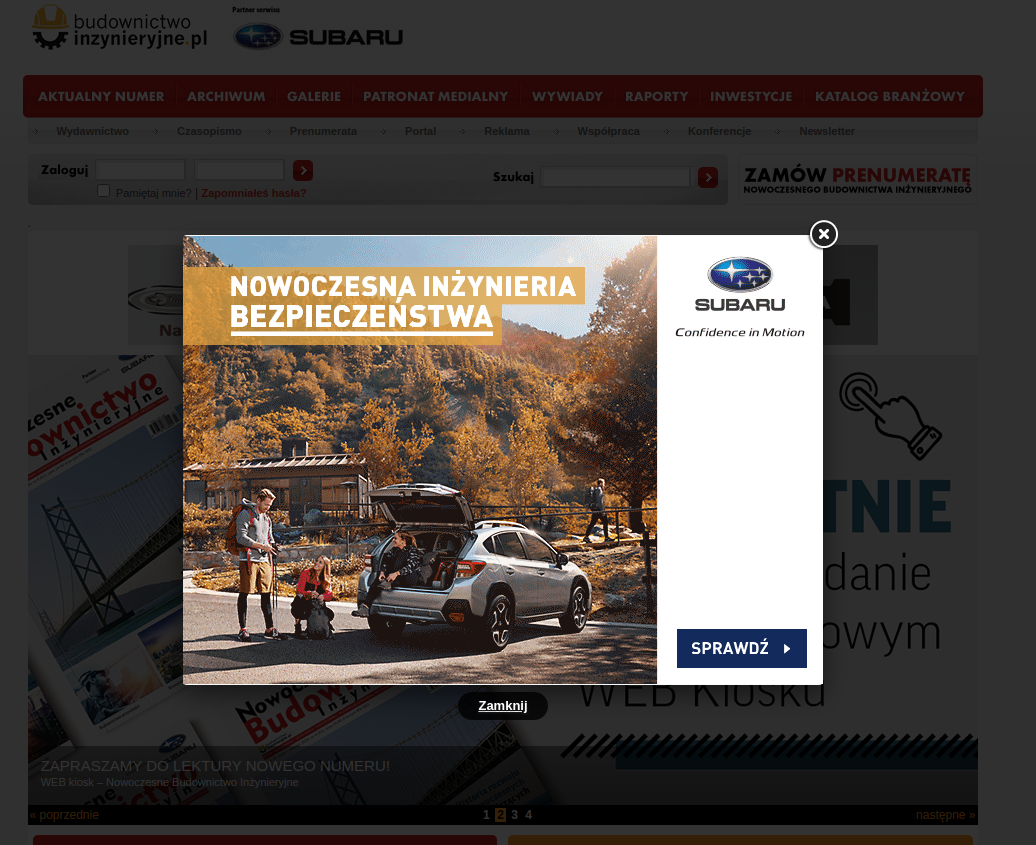 budownictwo
inzynieryjne.pl
Partner serwisu
SUBARU
AKTUALNY NUMER ARCHIWUM GALERIE PATRONAT MEDIALNY WYWIADY RAPORTY INWESTYCJE KATALOG BRANŻOWY
Wydawnictwo Czasopismo Prenumerata Portal Reklama Współpraca Konferencje Newsletter
Zaloguj
Pamiętaj mnie? | Zapomniałeś hasła?
Szukaj
ZAMÓW PRENUMERATĘ
NOWOCZESNEGO BUDOWNICTWA INŻYNIERYJNEGO
NOWOCZESNA INŻYNIERIA
BEZPIECZEŃSTWA
SUBARU
Confidence in Motion
SPRAWDŹ
Zamknij
Na
TNIE
danie
owym
WEB Kiosku
ZAPRASZAMY DO LEKTURY NOWEGO NUMERU!
WEB kiosk – Nowoczesne Budownictwo Inżynieryjne
« poprzednie 1 2 3 4 następne »